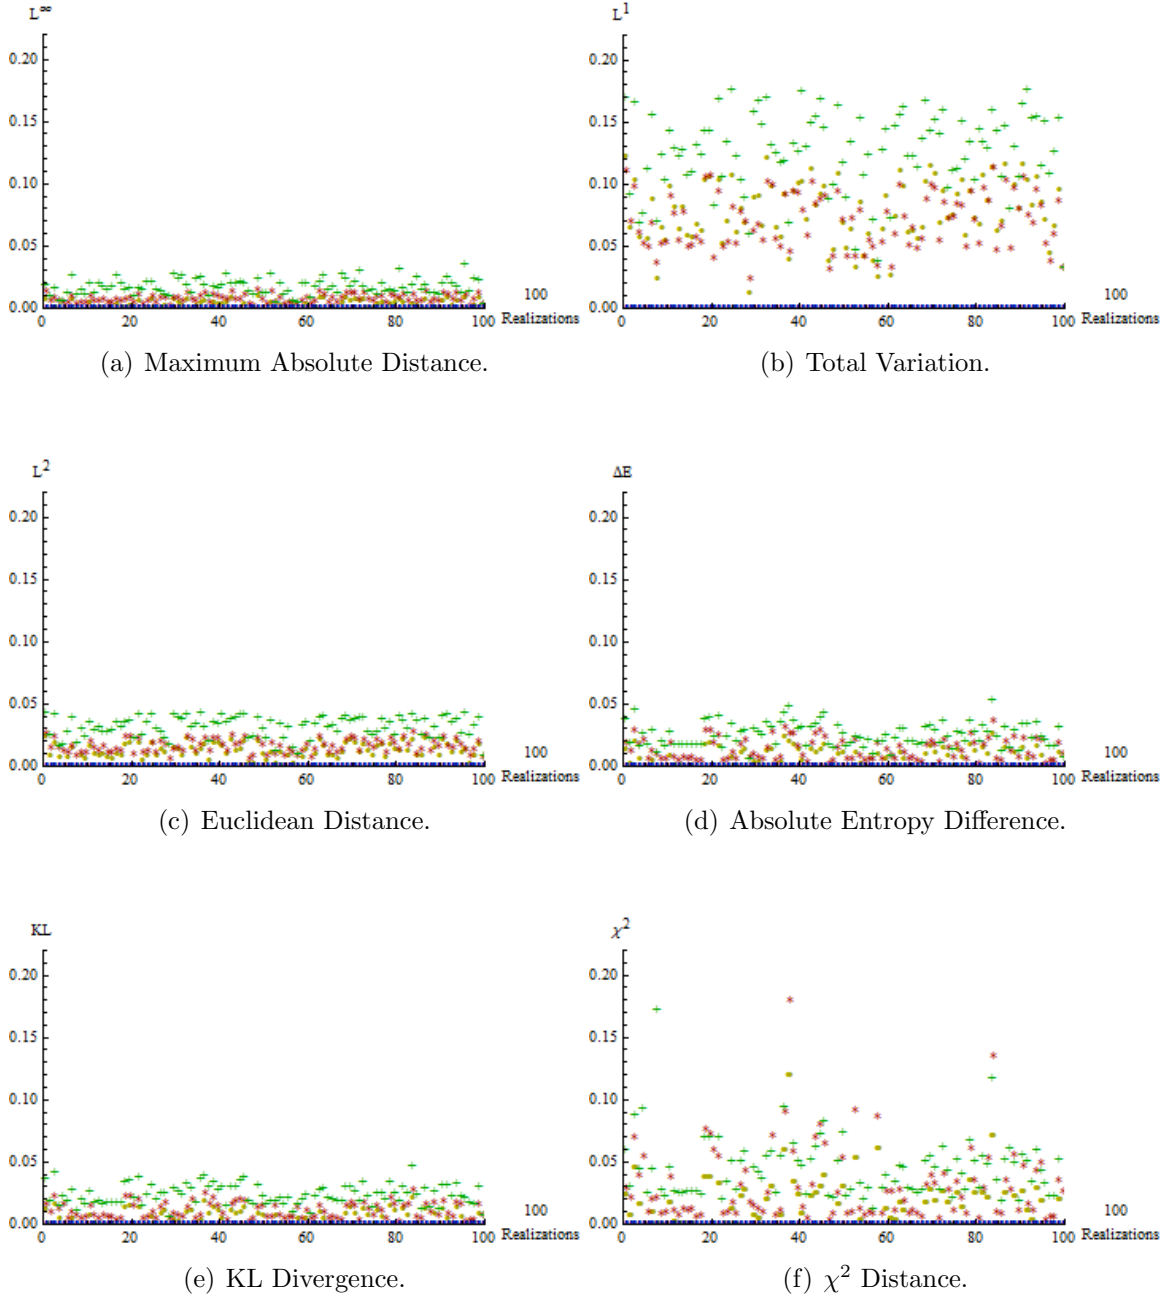 L∞ L1
0.20 0.20
0.15 0.15
0.10 0.10
0.05 0.05
0.00 0.00
100 100
0 20 40 60 80 100 Realizations 0 20 40 60 80 100 Realizations
(a) Maximum Absolute Distance. (b) Total Variation.
L2 ΔE
0.20 0.20
0.15 0.15
0.10 0.10
0.05 0.05
0.00 0.00
100 100
0 20 40 60 80 100 Realizations 0 20 40 60 80 100 Realizations
(c) Euclidean Distance. (d) Absolute Entropy Difference.
KL χ2
0.20 0.20
0.15 0.15
0.10 0.10
0.05 0.05
0.00 0.00
100 100
0 20 40 60 80 100 Realizations 0 20 40 60 80 100 Realizations
(e) KL Divergence. (f) χ2 Distance.